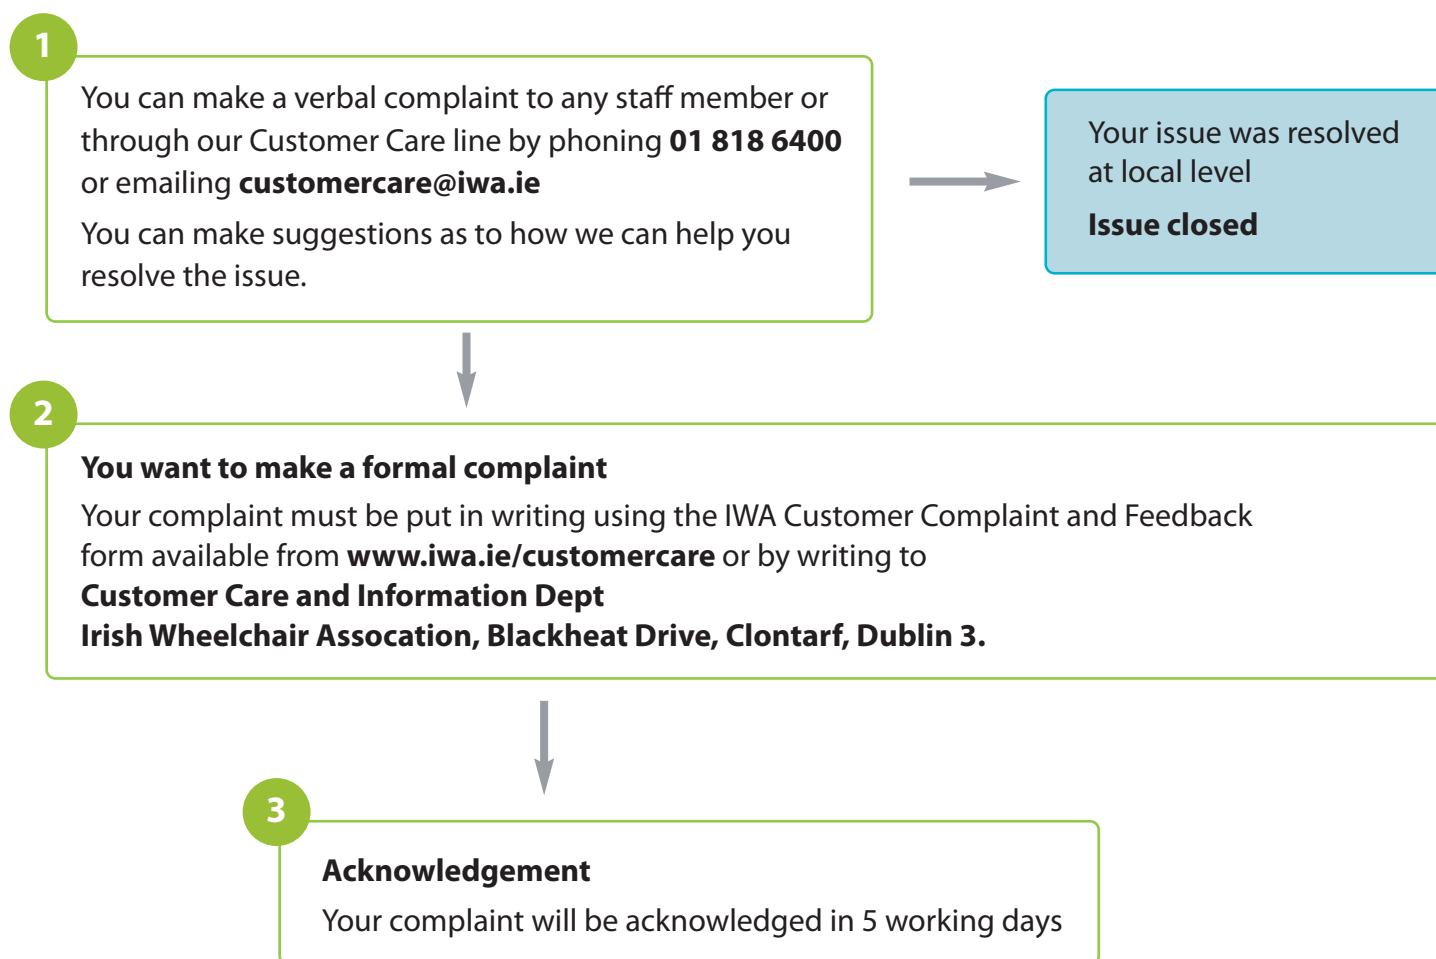 1
You can make a verbal complaint to any staff member or
through our Customer Care line by phoning 01 818 6400
or emailing customercare@iwa.ie
You can make suggestions as to how we can help you
resolve the issue.
Your issue was resolved
at local level
Issue closed
2
You want to make a formal complaint
Your complaint must be put in writing using the IWA Customer Complaint and Feedback
form available from www.iwa.ie/customercare or by writing to
Customer Care and Information Dept
Irish Wheelchair Assocation, Blackheat Drive, Clontarf, Dublin 3.
3
Acknowledgement
Your complaint will be acknowledged in 5 working days